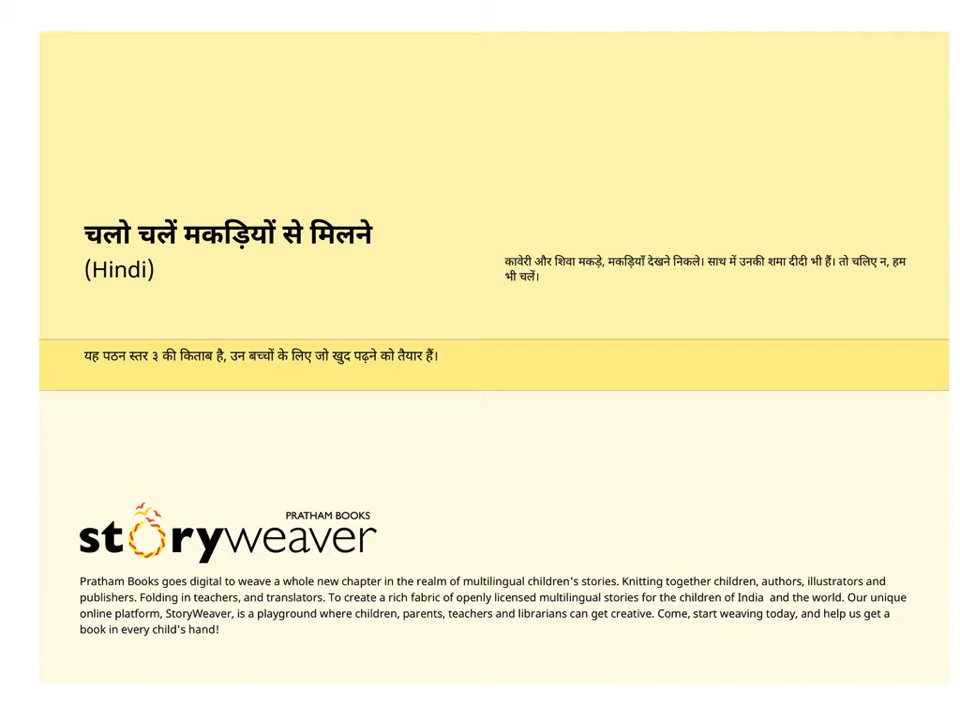 चलो चलें मकड़ियों से मिलने
(Hindi)
कावेरी और शिवा मकड़े, मकड़ियाँ देखने निकले। साथ में उनकी शमा दीदी भी हैं। तो चलिए न, हम
भी चलें।
यह पठन स्तर ३ की किताब है, उन बच्चों के लिए जो खुद पढ़ने को तैयार हैं।
PRATHAM BOOKS
storyweaver
Pratham Books goes digital to weave a whole new chapter in the realm of multilingual children's stories. Knitting together children, authors, illustrators and
publishers. Folding in teachers, and translators. To create a rich fabric of openly licensed multilingual stories for the children of India and the world. Our unique
online platform, StoryWeaver, is a playground where children, parents, teachers and librarians can get creative. Come, start weaving today, and help us get a
book in every child's hand!